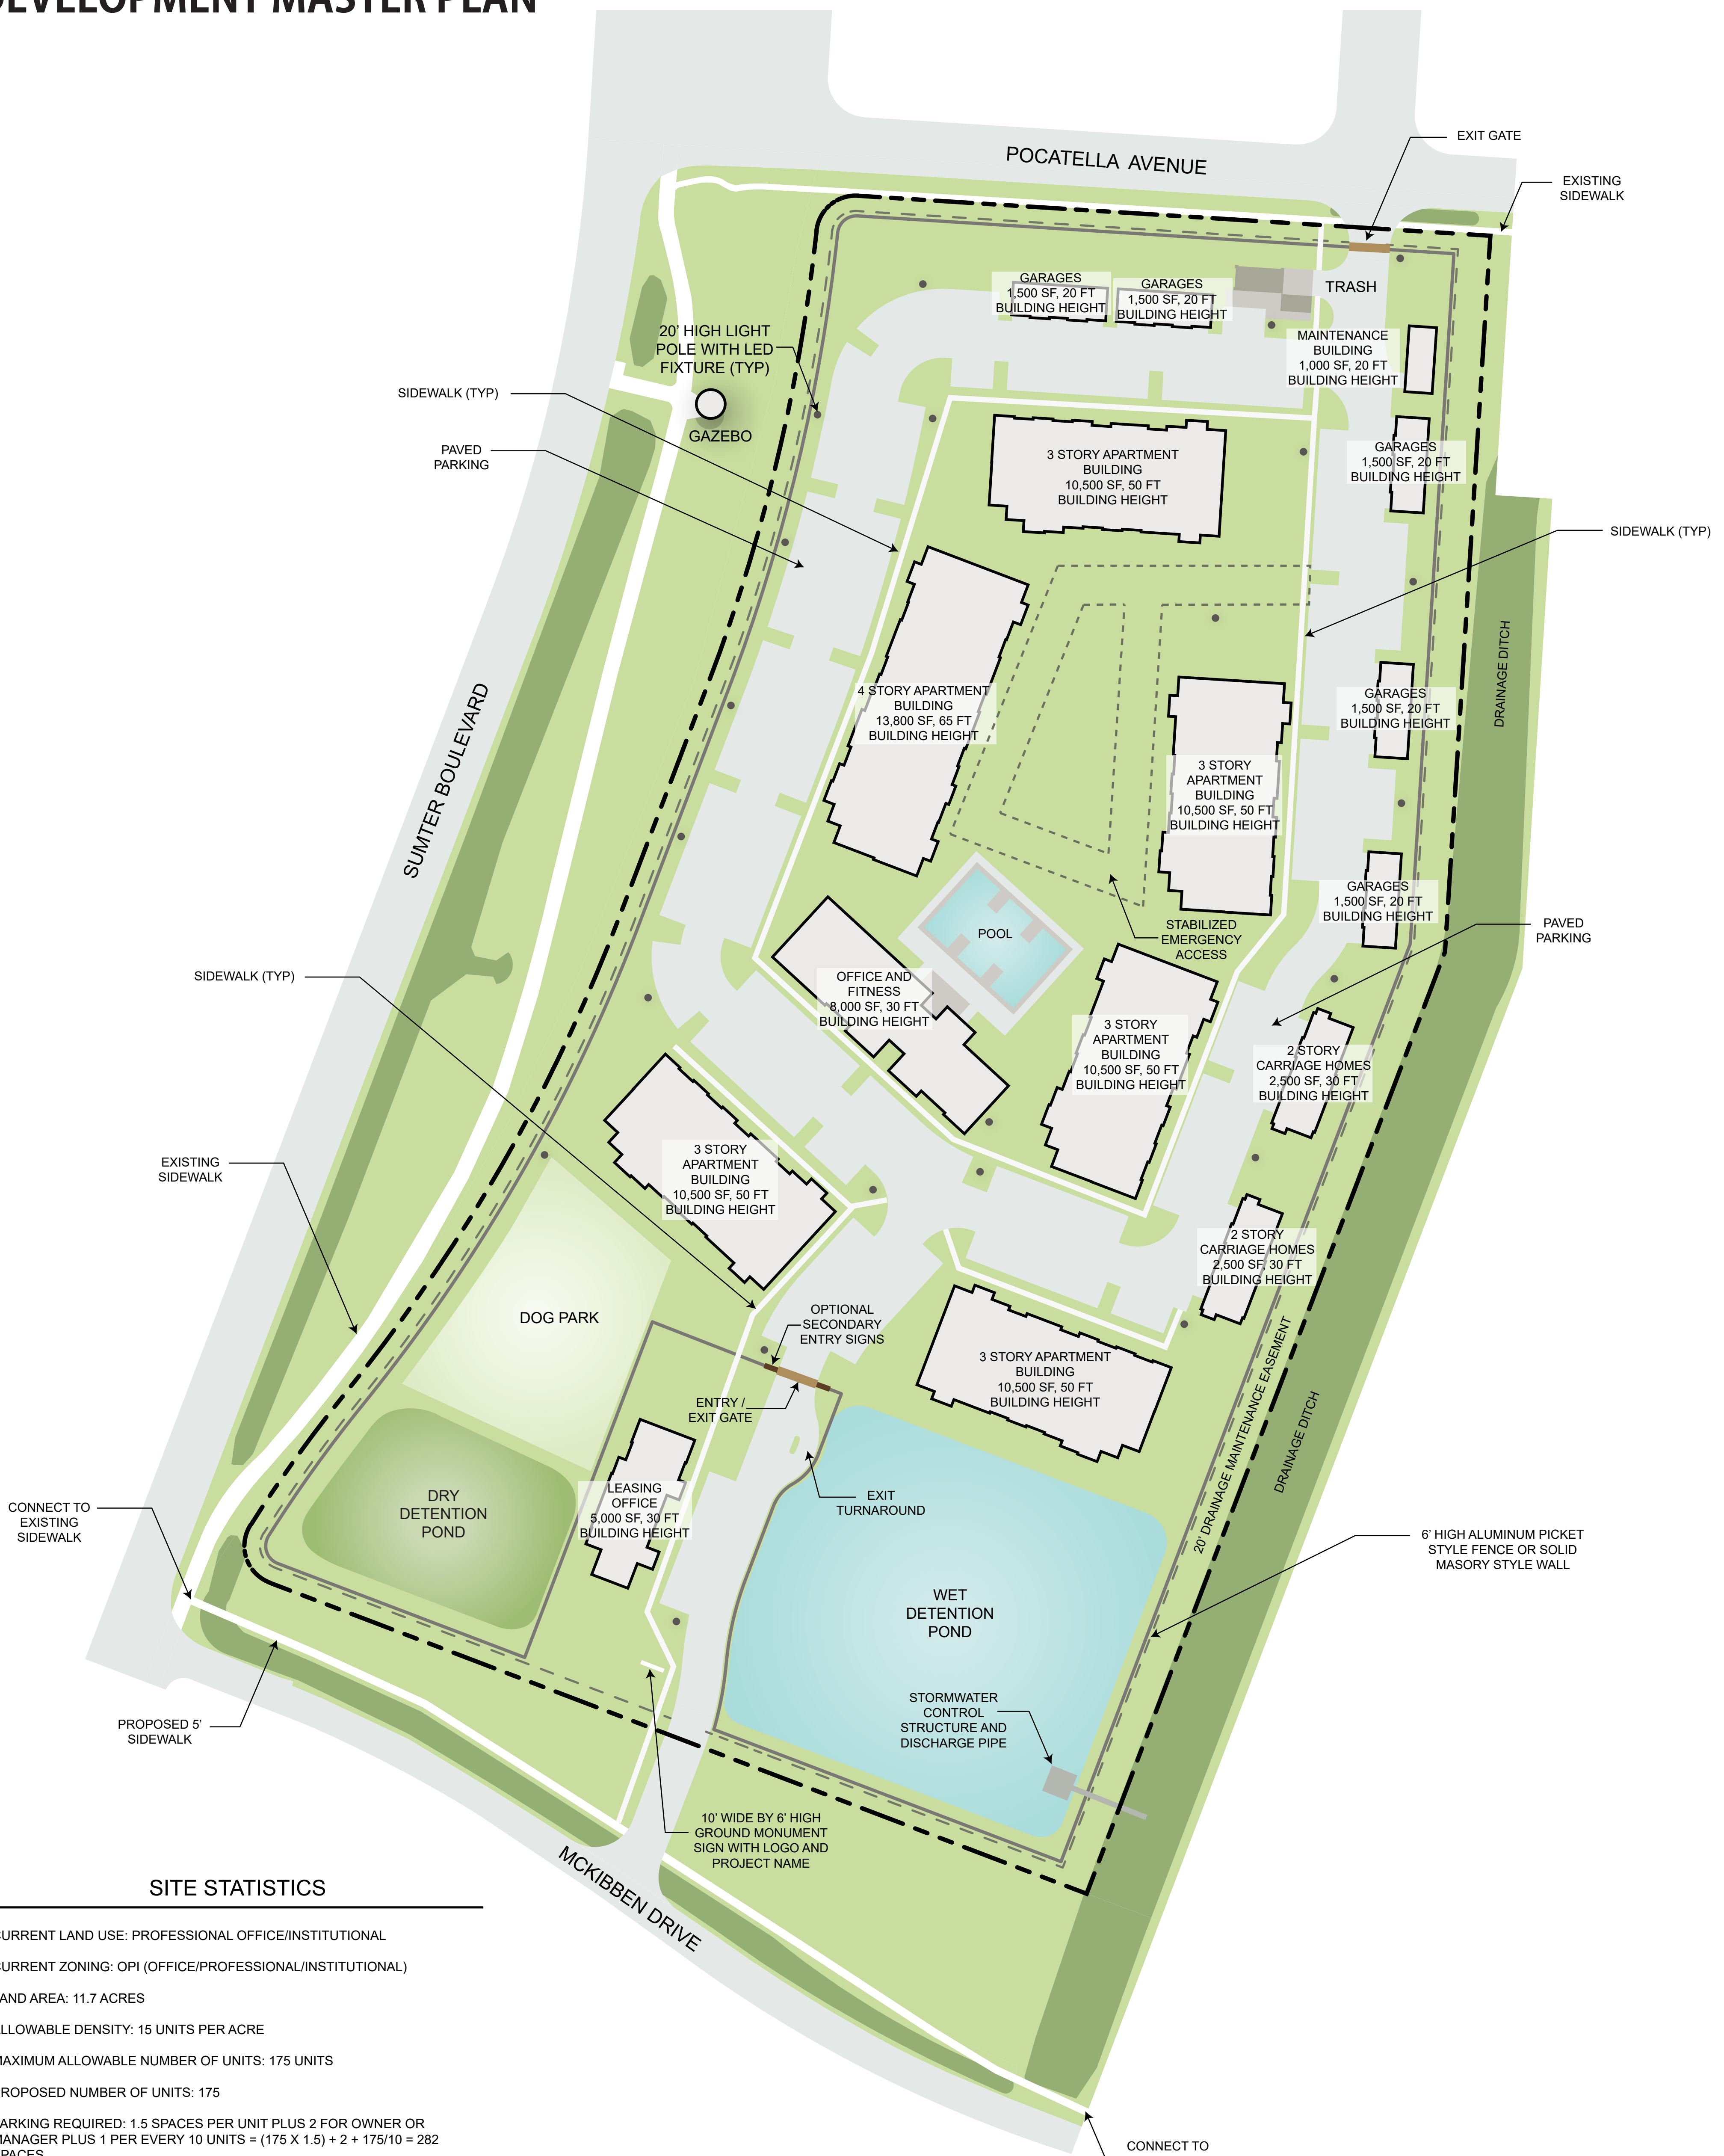 DEVELOPMENT MASTER PLAN
POCATELLA AVENUE
EXIT GATE
EXISTING
SIDEWALK
GARAGES
1,500 SF, 20 FT
BUILDING HEIGHT
GARAGES
1,500 SF, 20 FT
BUILDING HEIGHT
TRASH
20’ HIGH LIGHT
POLE WITH LED
FIXTURE (TYP)
MAINTENANCE
BUILDING
1,000 SF, 20 FT
BUILDING HEIGHT
SIDEWALK (TYP)
GAZEBO
PAVED
PARKING
3 STORY APARTMENT
BUILDING
10,500 SF, 50 FT
BUILDING HEIGHT
GARAGES
1,500 SF, 20 FT
BUILDING HEIGHT
SIDEWALK (TYP)
DRAINAGE DITCH
SUMTER BOULEVARD
4 STORY APARTMENT
BUILDING
13,800 SF, 65 FT
BUILDING HEIGHT
GARAGES
1,500 SF, 20 FT
BUILDING HEIGHT
3 STORY
APARTMENT
BUILDING
10,500 SF, 50 FT
BUILDING HEIGHT
GARAGES
1,500 SF, 20 FT
BUILDING HEIGHT
POOL
STABILIZED
EMERGENCY
ACCESS
PAVED
PARKING
SIDEWALK (TYP)
OFFICE AND
FITNESS
8,000 SF, 30 FT
BUILDING HEIGHT
3 STORY
APARTMENT
BUILDING
10,500 SF, 50 FT
BUILDING HEIGHT
2 STORY
CARRIAGE HOMES
2,500 SF, 30 FT
BUILDING HEIGHT
EXISTING
SIDEWALK
3 STORY
APARTMENT
BUILDING
10,500 SF, 50 FT
BUILDING HEIGHT
2 STORY
CARRIAGE HOMES
2,500 SF, 30 FT
BUILDING HEIGHT
DOG PARK
OPTIONAL
SECONDARY
ENTRY SIGNS
3 STORY APARTMENT
BUILDING
10,500 SF, 50 FT
BUILDING HEIGHT
ENTRY /
EXIT GATE
20’ DRAINAGE MAINTENANCE EASEMENT
DRAINAGE DITCH
CONNECT TO
EXISTING
SIDEWALK
DRY
DETENTION
POND
LEASING
OFFICE
5,000 SF, 30 FT
BUILDING HEIGHT
EXIT
TURNAROUND
6’ HIGH ALUMINUM PICKET
STYLE FENCE OR SOLID
MASORY STYLE WALL
WET
DETENTION
POND
PROPOSED 5’
SIDEWALK
STORMWATER
CONTROL
STRUCTURE AND
DISCHARGE PIPE
10’ WIDE BY 6’ HIGH
GROUND MONUMENT
SIGN WITH LOGO AND
PROJECT NAME
MCKIBBEN DRIVE
SITE STATISTICS
CURRENT LAND USE: PROFESSIONAL OFFICE/INSTITUTIONAL
CURRENT ZONING: OPI (OFFICE/PROFESSIONAL/INSTITUTIONAL)
LAND AREA: 11.7 ACRES
ALLOWABLE DENSITY: 15 UNITS PER ACRE
MAXIMUM ALLOWABLE NUMBER OF UNITS: 175 UNITS
PROPOSED NUMBER OF UNITS: 175
PARKING REQUIRED: 1.5 SPACES PER UNIT PLUS 2 FOR OWNER OR
MANAGER PLUS 1 PER EVERY 10 UNITS = (175 X 1.5) + 2 + 175/10 = 282
SPACES
CONNECT TO